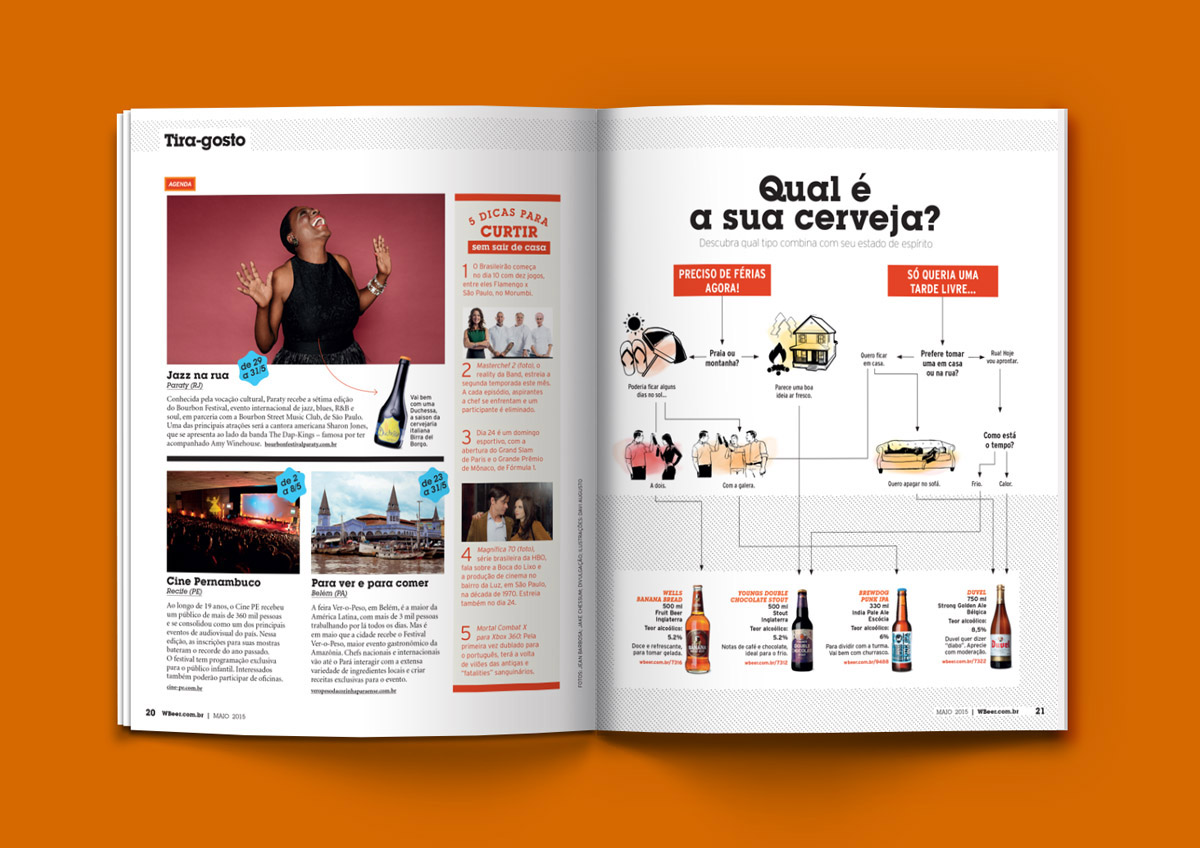 Tira-gosto
AGENDA
de 29
a 31/5
Jazz na rua
Paraty (RJ)
Conhecida pela vocação cultural, Paraty recebe a sétima edição
do Bourbon Festival, evento internacional de jazz, blues, R&B e
soul, em parceria com a Bourbon Street Music Club, de São Paulo.
Uma das principais atrações será a cantora americana Sharon Jones,
que se apresenta ao lado da banda The Dap-Kings – famosa por ter
acompanhado Amy Winehouse. bourbonfestivalparaty.com.br
Vai bem
com uma
Duchessa,
a saison da
cervejaria
italiana
Birra del
Borgo.
de 2
a 8/5
Cine Pernambuco
Recife (PE)
Ao longo de 19 anos, o Cine PE recebeu
um público de mais de 360 mil pessoas
e se consolidou como um dos principais
eventos de audiovisual do país. Nessa
edição, as inscrições para suas mostras
bateram o recorde do ano passado.
O festival tem programação exclusiva
para o público infantil. Interessados
também poderão participar de oficinas.
cine-pe.com.br
de 23
a 31/5
Para ver e para comer
Belém (PA)
A feira Ver-o-Peso, em Belém, é a maior da
América Latina, com mais de 5 mil pessoas
trabalhando por lá todos os dias. Mas é
em maio que a cidade recebe o Festival
Ver-o-Peso, maior evento gastronômico da
Amazônia. Chefs nacionais e internacionais
vão até o Pará interagir com a extensa
variedade de ingredientes locais e criar
receitas exclusivas para o evento.
veropesodacozinhaparaense.com.br
5 DICAS PARA
CURTIR
sem sair de casa
1 O Brasileirão começa
no dia 10 com dez jogos,
entre eles Flamengo x
São Paulo, no Morumbi.
2 Masterchef 2 (foto), o
reality da Band, estreia a
segunda temporada este mês.
A cada episódio, aspirantes
a chef se enfrentam e um
participante é eliminado.
3 Dia 24 é um domingo
esportivo, com a
abertura do Grand Slam
de Paris e o Grande Prêmio
de Mônaco, de Fórmula 1.
4 Magnífica 70 (foto),
série brasileira da HBO,
fala sobre a Boca do Lixo e
a produção de cinema no
bairro da Luz, em São Paulo,
na década de 1970. Estreia
também no dia 24.
5 Mortal Combat X
para Xbox 360! Pela
primeira vez dublado para
o português, terá a volta
de vilões das antigas e
"fatalities" sanguinários.
FOTOS: JEAN BARBOSA; JAKE CHESSUM; DIVULGAÇÃO; ILUSTRAÇÕES: DAVI AUGUSTO
20 WBeer.com.br | MAIO 2015
Qual é
a sua cerveja?
Descubra qual tipo combina com seu estado de espírito
PRECISO DE FÉRIAS
AGORA!
Praia ou
montanha?
Poderia ficar alguns
dias no sol...
Parece uma boa
ideia ar fresco.
A dois.
Com a galera.
SÓ QUERIA UMA
TARDE LIVRE...
Quero ficar
em casa.
Prefere tomar
uma em casa
ou na rua?
Rua! Hoje
vou aprontar.
Como está
o tempo?
Quero apagar no sofá.
Frio.
Calor.
WELLS
BANANA BREAD
500 ml
Fruit Beer
Inglaterra
Teor alcoólico:
5.2%
Doce e refrescante,
para tomar gelada.
wbeer.com.br/7316
YOUNGS DOUBLE
CHOCOLATE STOUT
500 ml
Stout
Inglaterra
Teor alcoólico:
5.2%
Notas de café e chocolate,
ideal para o frio.
wbeer.com.br/7312
BREWDOG
PUNK IPA
330 ml
India Pale Ale
Escócia
Teor alcoólico:
6%
Para dividir com a turma.
Vai bem com churrasco.
wbeer.com.br/9498
DUVEL
750 ml
Strong Golden Ale
Bélgica
Teor alcoólico:
8,5%
Duvel quer dizer
"diabo". Aprecie
com moderação.
wbeer.com.br/7322
MAIO 2015 | WBeer.com.br 21